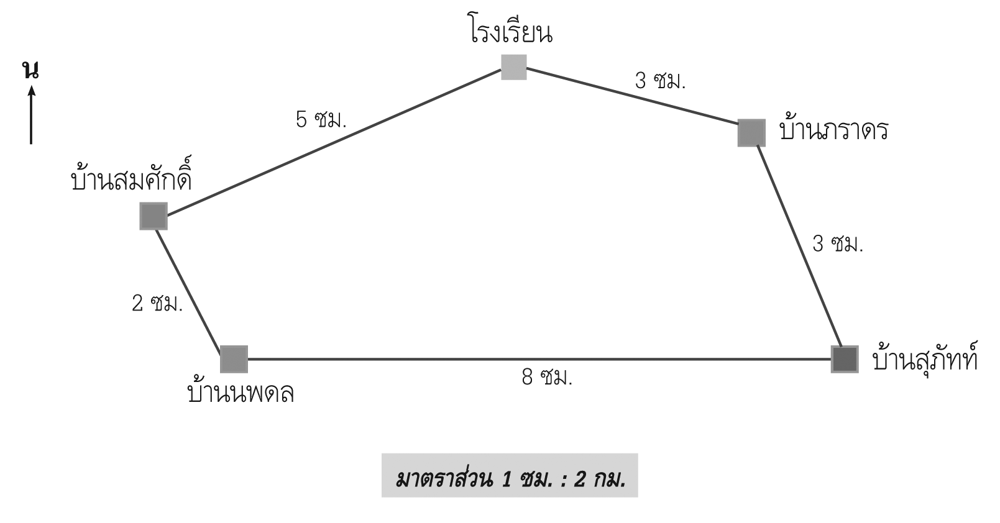 โรงเรียน
น
3 ซม.
5 ซม.
บ้านภราดร
บ้านสมศักดิ์
3 ซม.
2 ซม.
บ้านสุภัทท์
8 ซม.
บ้านนพดล
มาตราส่วน 1 ซม. : 2 กม.